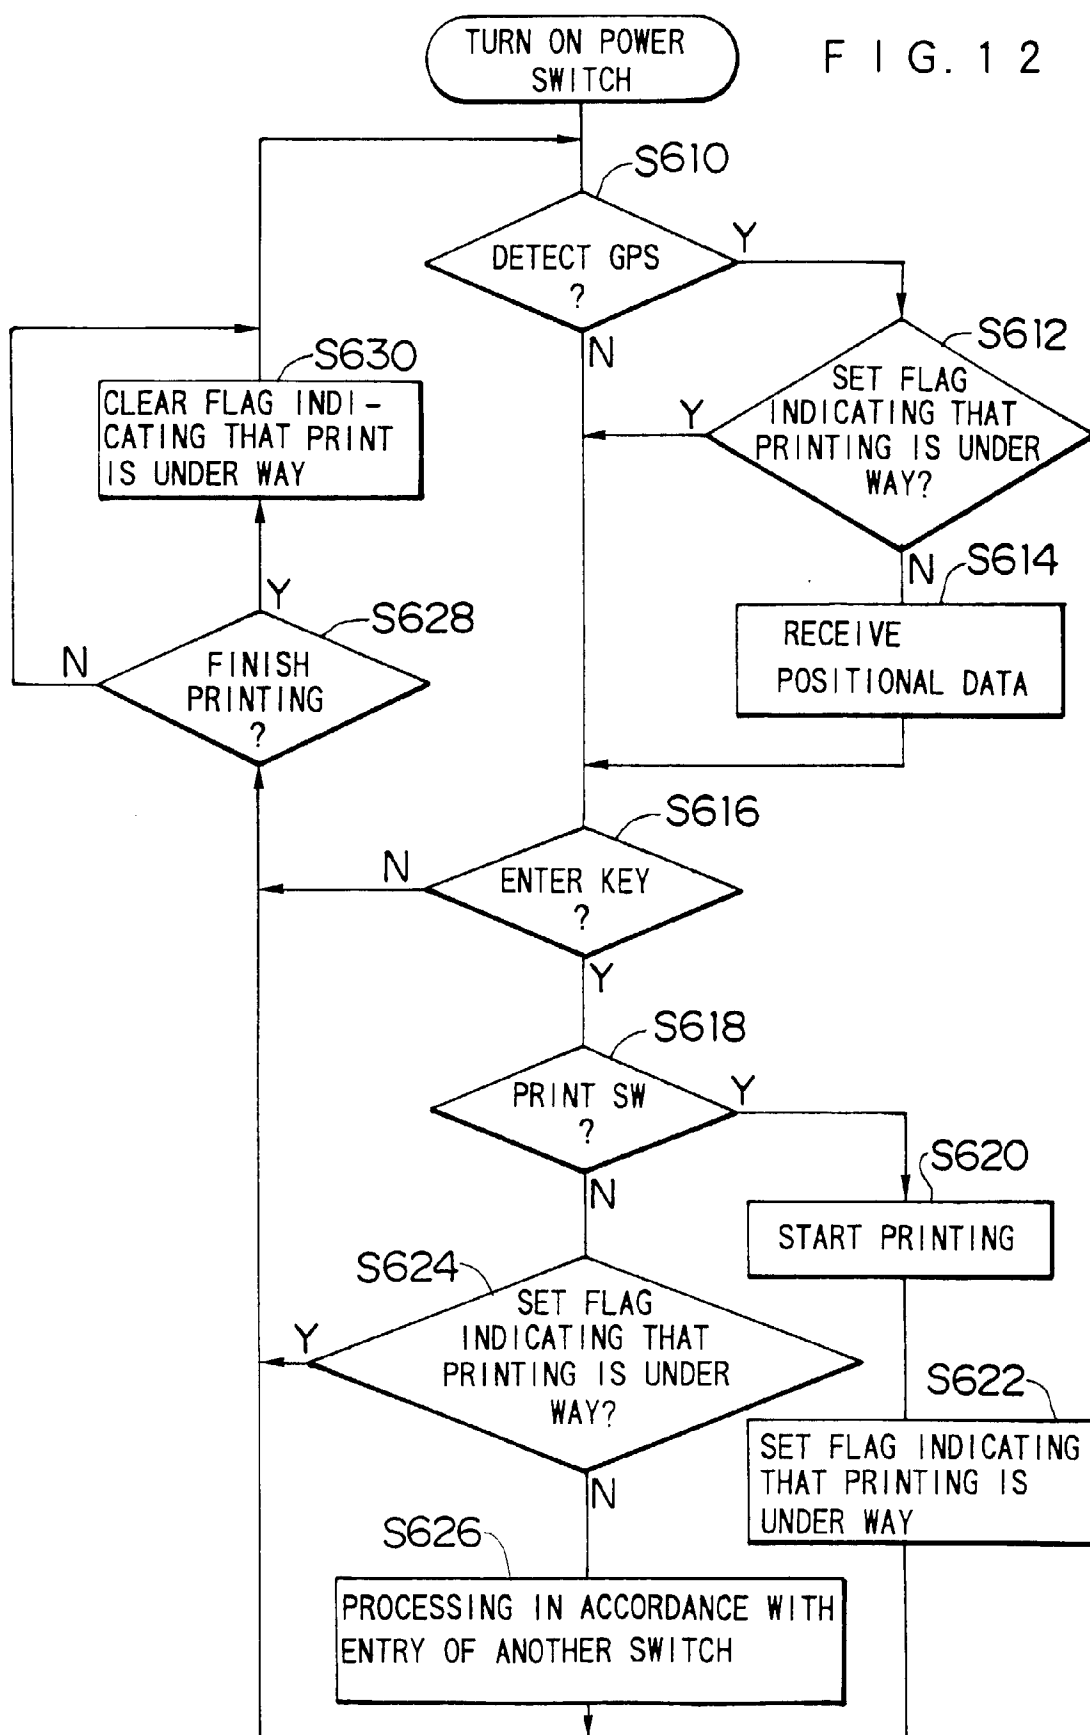 TURN ON POWER
SWITCH
FIG. 12
S610
DETECT GPS
?
Y
N
S612
SET FLAG
INDICATING THAT
PRINTING IS UNDER
WAY?
Y
N
S630
CLEAR FLAG INDI-
CATING THAT PRINT
IS UNDER WAY
S614
RECEIVE
POSITIONAL DATA
Y
S628
FINISH
PRINTING
?
N
S616
ENTER KEY
?
N
Y
S618
PRINT SW
?
Y
N
S620
START PRINTING
S624
SET FLAG
INDICATING THAT
PRINTING IS UNDER
WAY?
Y
N
S622
SET FLAG INDICATING
THAT PRINTING IS
UNDER WAY
S626
PROCESSING IN ACCORDANCE WITH
ENTRY OF ANOTHER SWITCH